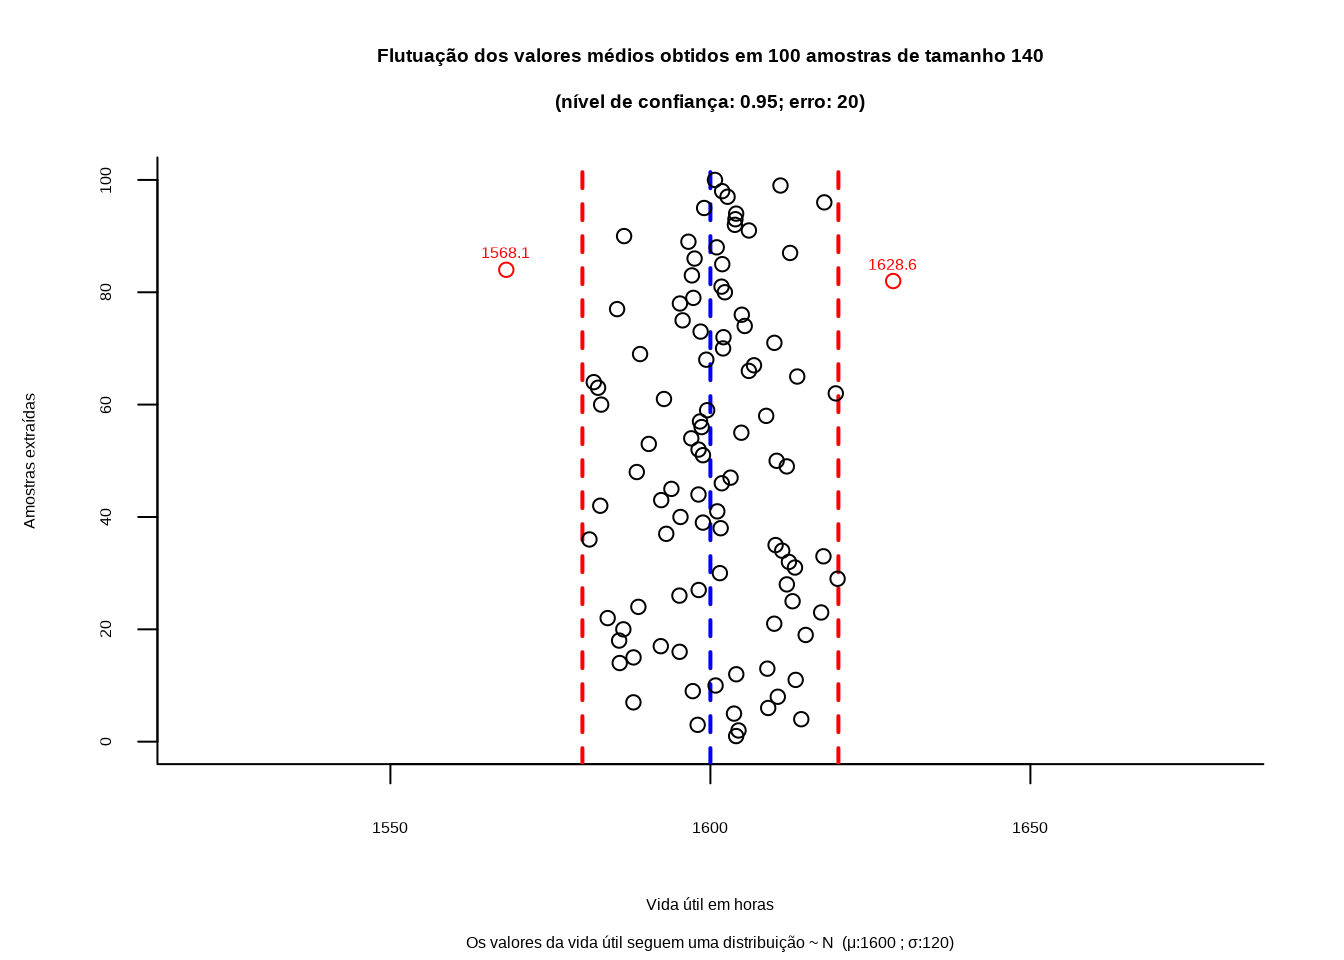 Flutuação dos valores médios obtidos em 100 amostras de tamanho 140
(nível de confiança: 0.95; erro: 20)
100
80
60
40
20
0
Amostras extraídas
1568.1
1628.6
1550
1600
1650
Vida útil em horas
Os valores da vida útil seguem uma distribuição ~ N  (μ:1600 ; σ:120)